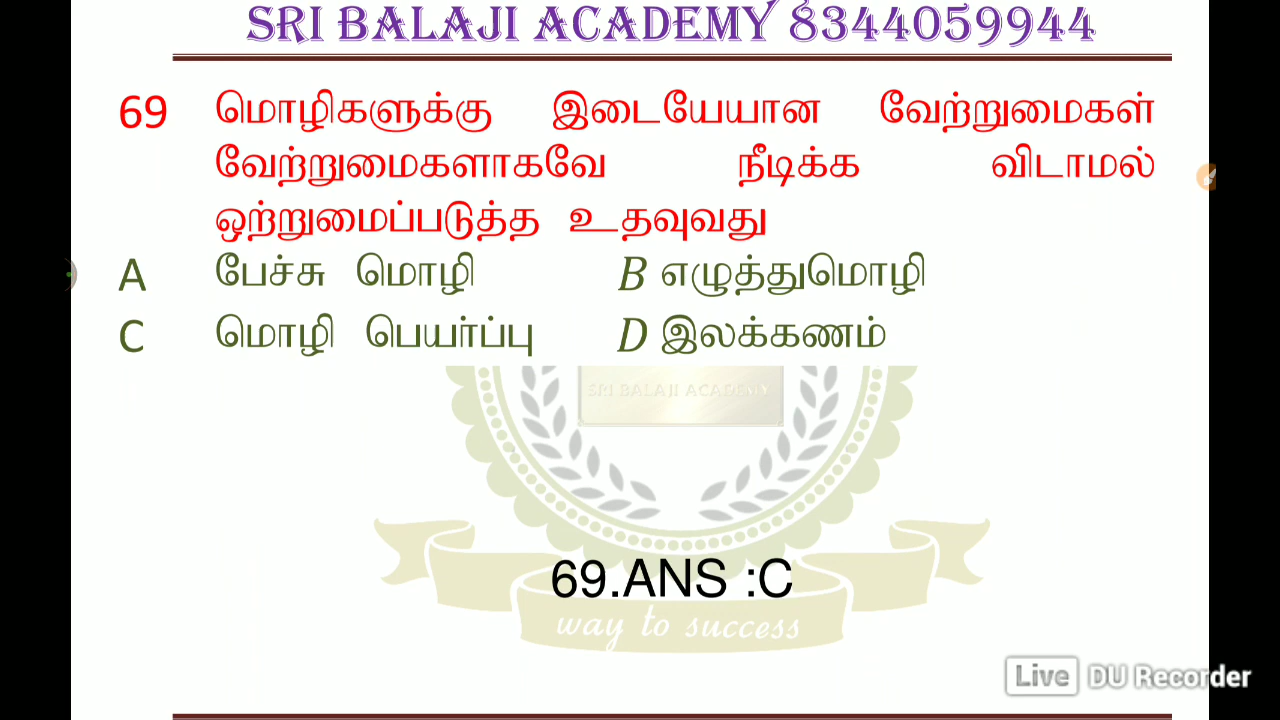 SRI BALAJI ACADEMY 8344059944
69 மொழிகளுக்கு இடையேயான வேற்றுமைகள்
வேற்றுமைகளாகவே நீடிக்க விடாமல்
ஒற்றுமைப்படுத்த உதவுவது
A பேச்சு மொழி B எழுத்துமொழி
C மொழி பெயர்ப்பு D இலக்கணம்
SRI BALAJI ACADEMY
69.ANS :C
way to success
Live DU Recorder